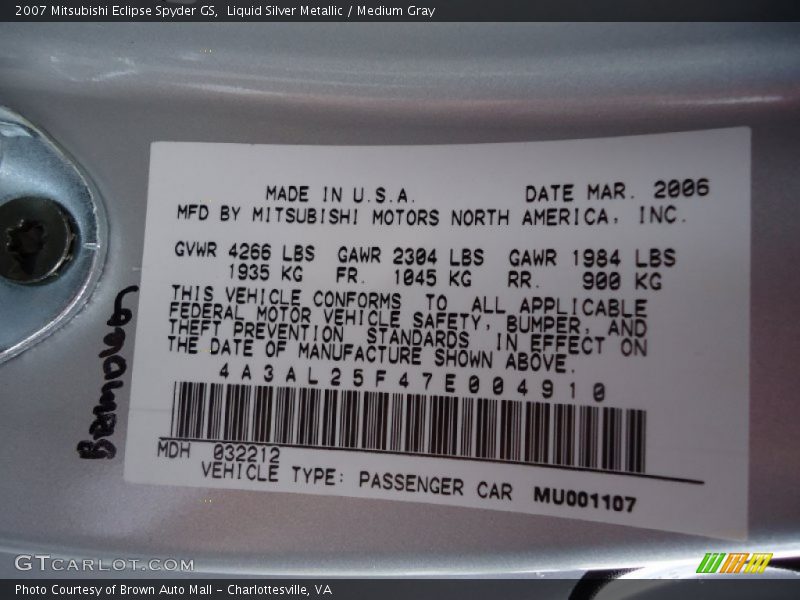 2007 Mitsubishi Eclipse Spyder GS,  Liquid Silver Metallic / Medium Gray
MADE IN U.S.A. DATE MAR. 2006
MFD BY MITSUBISHI MOTORS NORTH AMERICA, INC.
GVWR 4266 LBS GAWR 2304 LBS GAWR 1984 LBS
1935 KG FR. 1045 KG RR. 900 KG
THIS VEHICLE CONFORMS TO ALL APPLICABLE
FEDERAL MOTOR VEHICLE SAFETY, BUMPER, AND
THEFT PREVENTION STANDARDS IN EFFECT ON
THE DATE OF MANUFACTURE SHOWN ABOVE.
4A3AL25F47E004910
MDH 032212
VEHICLE TYPE: PASSENGER CAR MU001107
GTCARLOT.COM
Photo Courtesy of Brown Auto Mall - Charlottesville, VA